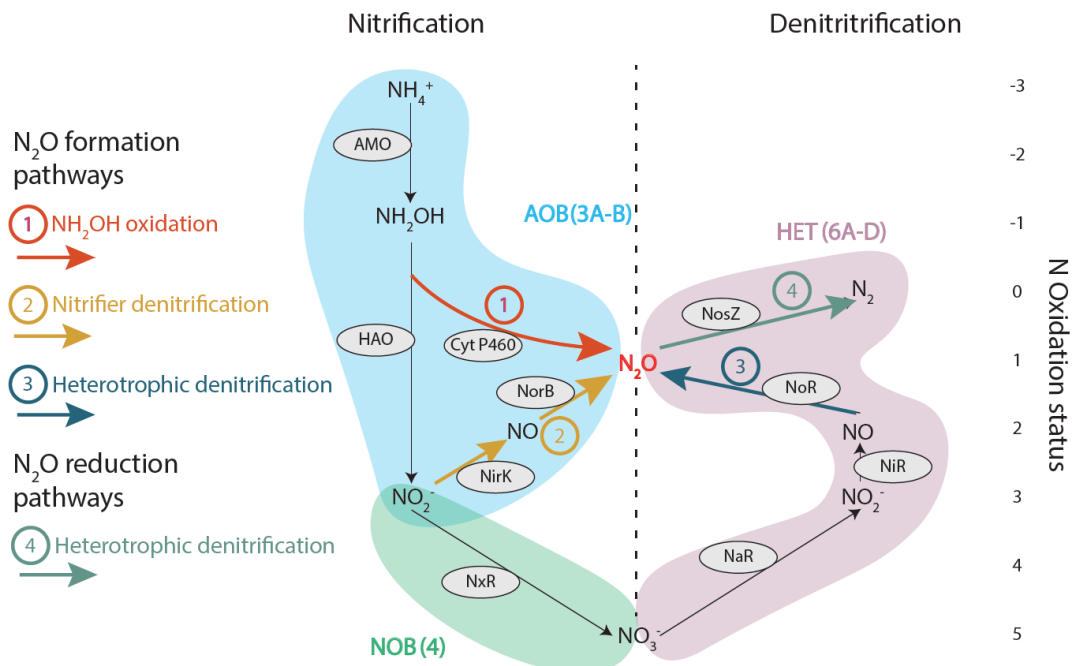 Nitrification
Denitritrification
NH₄⁺
-3
N₂O formation
pathways
AMO
-2
1 NH₂OH oxidation
NH₂OH
AOB (3A-B)
HET (6A-D)
-1
2 Nitrifier denitrification
1
4
N₂
0
NosZ
HAO
Cyt P460
N₂O
3
1
3 Heterotrophic denitrification
NorB
NoR
NO
2
NO
2
N₂O reduction
pathways
NirK
NiR
NO₂⁻
NO₂⁻
3
4 Heterotrophic denitrification
NxR
NaR
4
NOB (4)
NO₃⁻
5
N Oxidation status